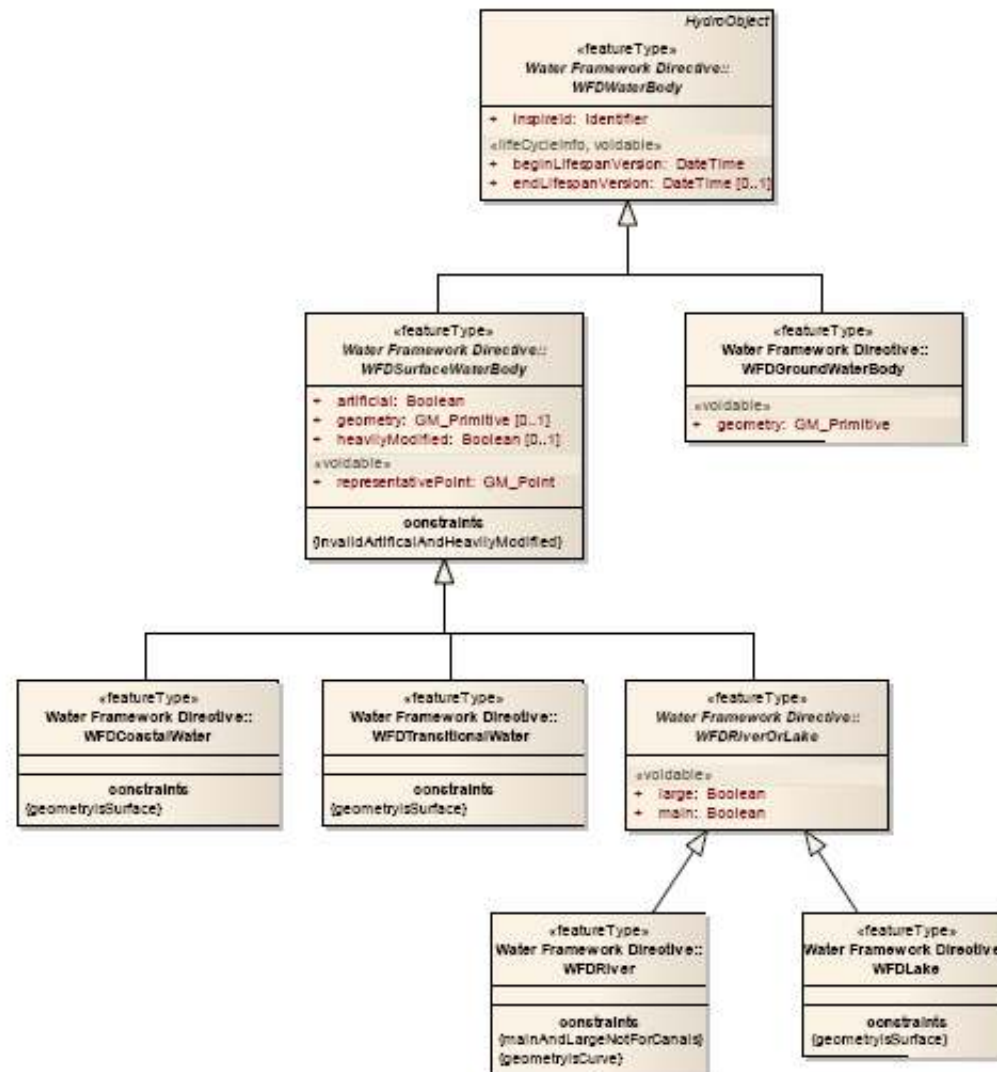 HydroObject
«featureType»
Water Framework Directive::
WFDWaterBody
+ inspireId: Identifier
«lifeCycleInfo, voidable»
+ beginLifespanVersion: DateTime
+ endLifespanVersion: DateTime [0..1]
«featureType»
Water Framework Directive::
WFDSurfaceWaterBody
+ artificial: Boolean
+ geometry: GM_Primitive [0..1]
+ heavilyModified: Boolean [0..1]
«voidable»
+ representativePoint: GM_Point
constraints
{InvalidArtificalAndHeavilyModified}
«featureType»
Water Framework Directive::
WFDGroundWaterBody
«voidable»
+ geometry: GM_Primitive
«featureType»
Water Framework Directive::
WFDCoastalWater
constraints
{geometryIsSurface}
«featureType»
Water Framework Directive::
WFDTransitionalWater
constraints
{geometryIsSurface}
«featureType»
Water Framework Directive::
WFDRiverOrLake
«voidable»
+ large: Boolean
+ main: Boolean
«featureType»
Water Framework Directive::
WFDRiver
constraints
{mainAndLargeNotForCanals}
{geometryIsCurve}
«featureType»
Water Framework Directive
WFDLake
constraints
{geometryIsSurface}